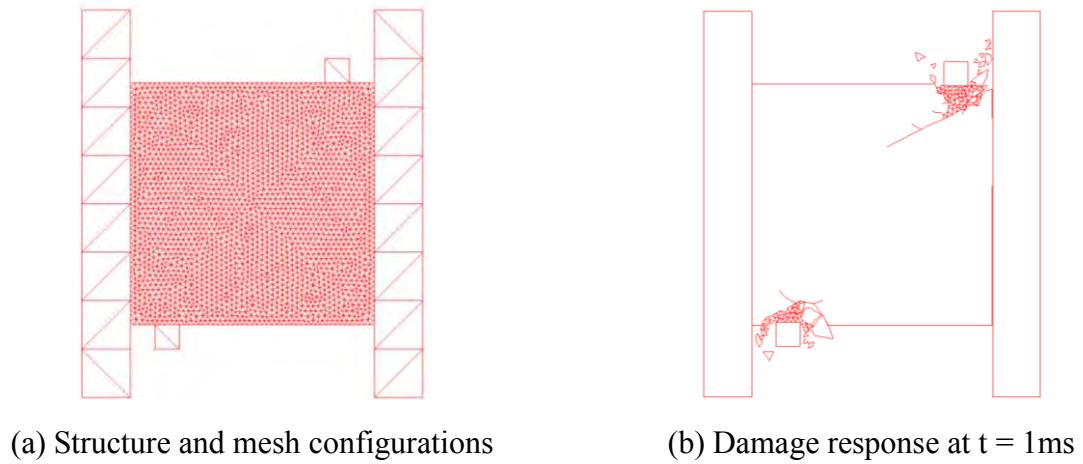 (a) Structure and mesh configurations
(b) Damage response at t = 1ms